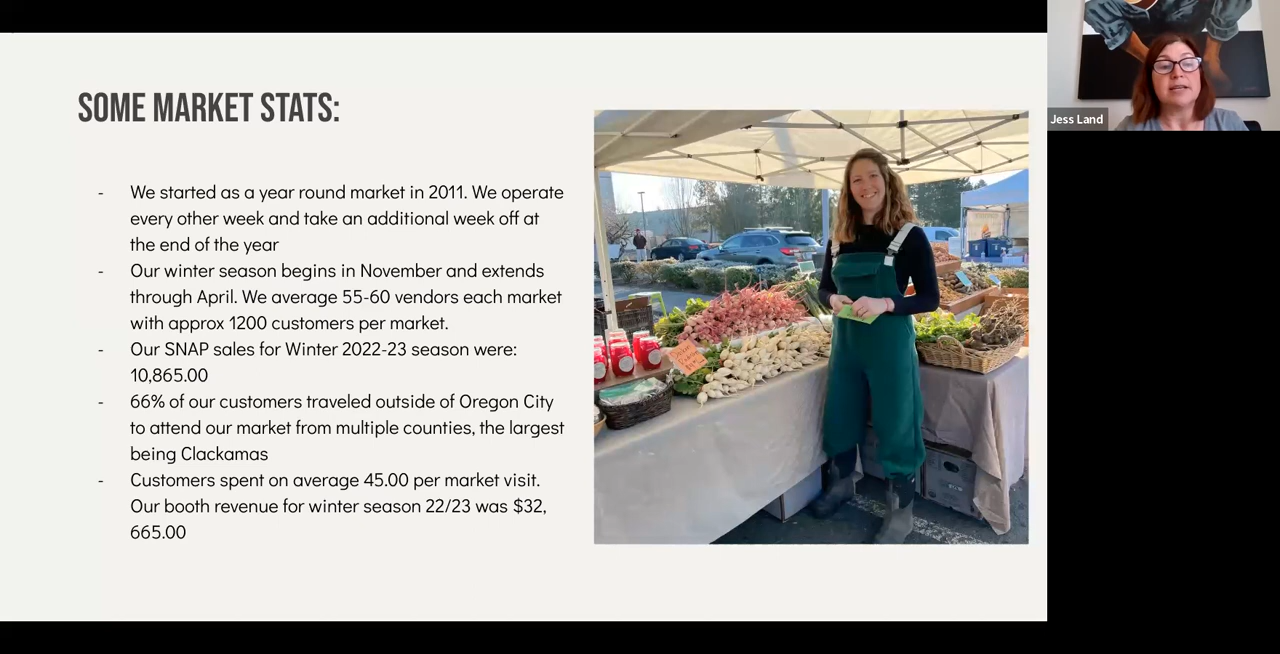 SOME MARKET STATS:
- We started as a year round market in 2011. We operate
every other week and take an additional week off at
the end of the year
- Our winter season begins in November and extends
through April. We average 55-60 vendors each market
with approx 1200 customers per market.
- Our SNAP sales for Winter 2022-23 season were:
10,865.00
- 66% of our customers traveled outside of Oregon City
to attend our market from multiple counties, the largest
being Clackamas
- Customers spent on average 45.00 per market visit.
Our booth revenue for winter season 22/23 was $32,
665.00
Jess Land